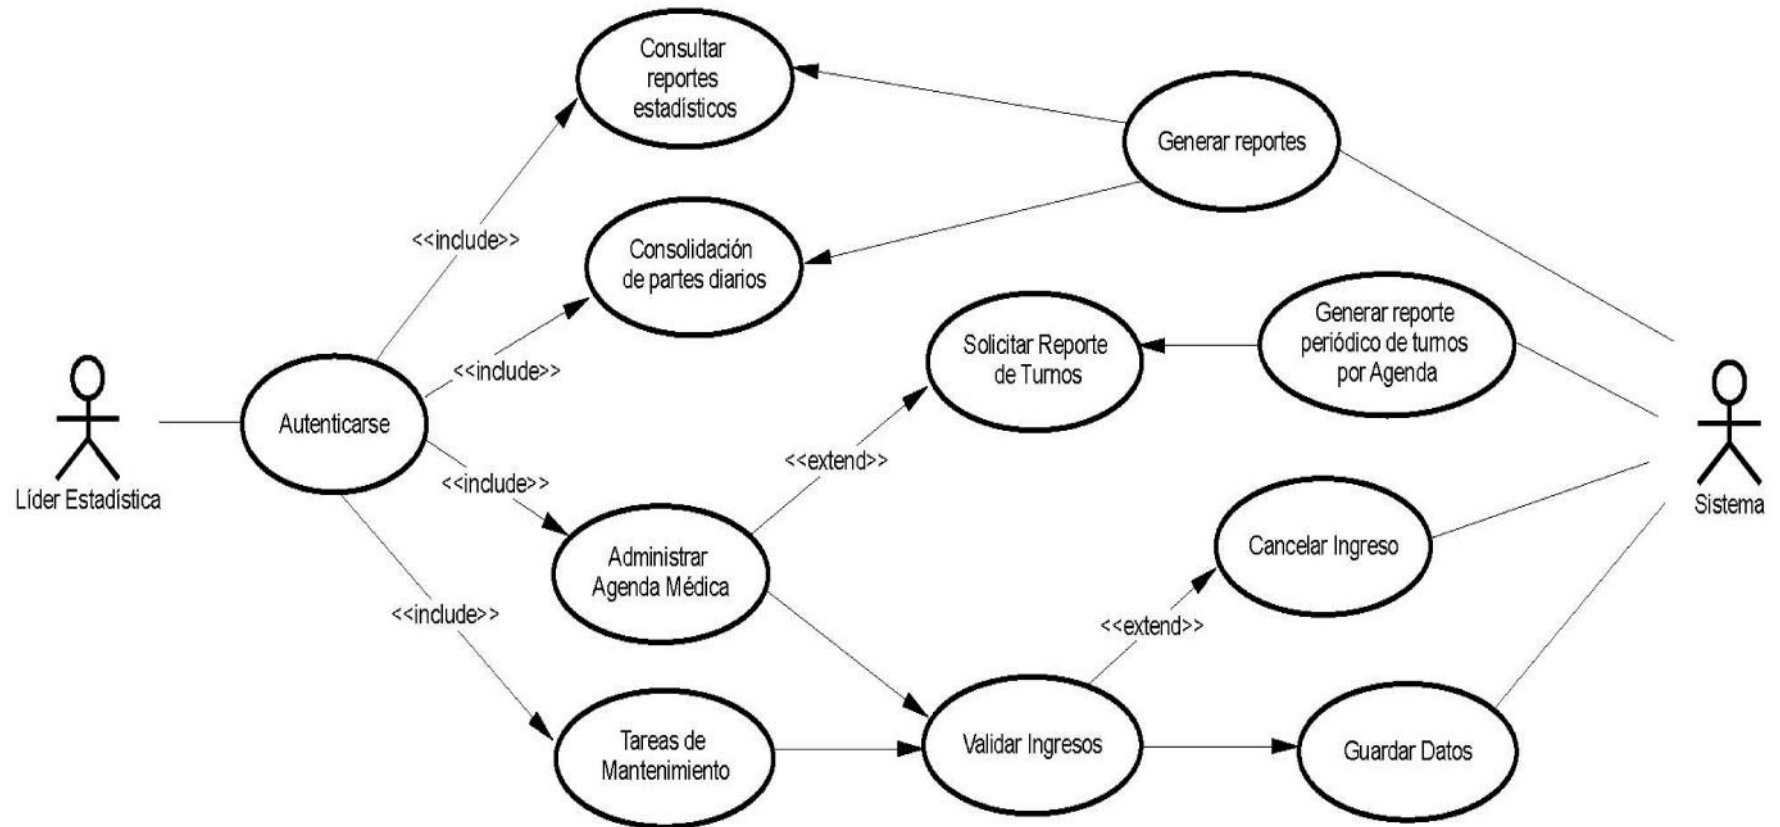 Consultar
reportes
estadísticos
Generar reportes
<<include>>
Consolidación
de partes diarios
Solicitar Reporte
de Turnos
Generar reporte
periódico de turnos
por Agenda
<<include>>
Autenticarse
Líder Estadística
<<extend>>
<<include>>
Sistema
Cancelar Ingreso
Administrar
Agenda Médica
<<include>>
<<extend>>
Tareas de
Mantenimiento
Validar Ingresos
Guardar Datos